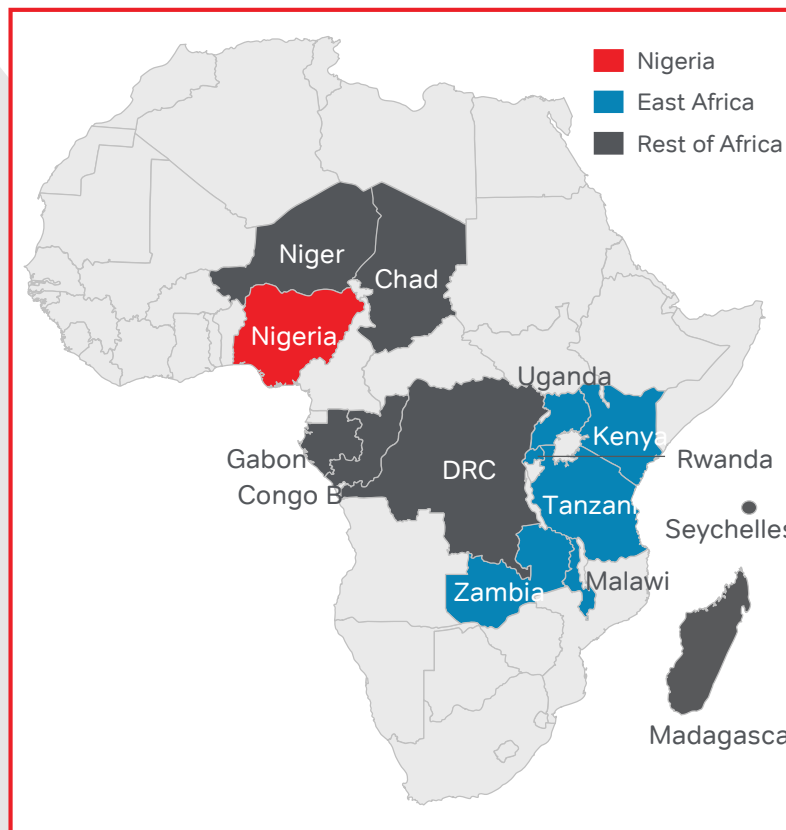 Nigeria
East Africa
Rest of Africa
Niger
Chad
Nigeria
Uganda
Kenya
Gabon
DRC
Rwanda
Congo B
Tanzan
Seychelles
Malawi
Zambia
Madagasca